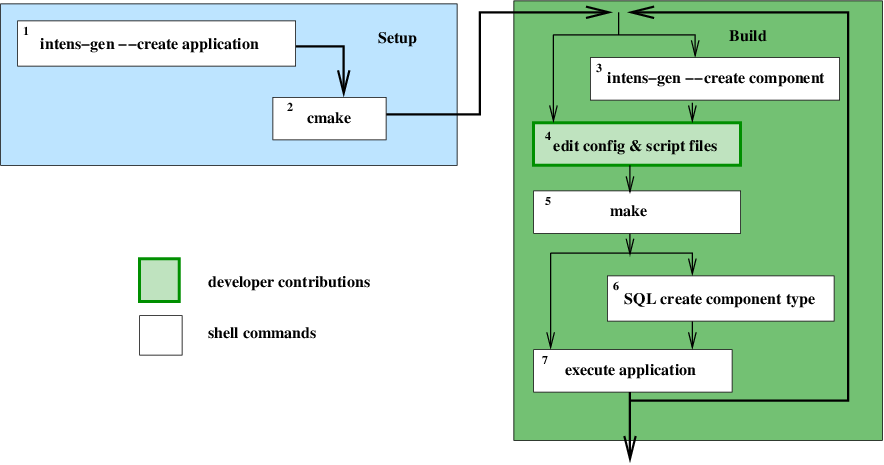 1
intens-gen --create application
Setup
2
cmake
Build
3
intens-gen --create component
4
edit config & script files
5
make
6
SQL create component type
7
execute application
developer contributions
shell commands